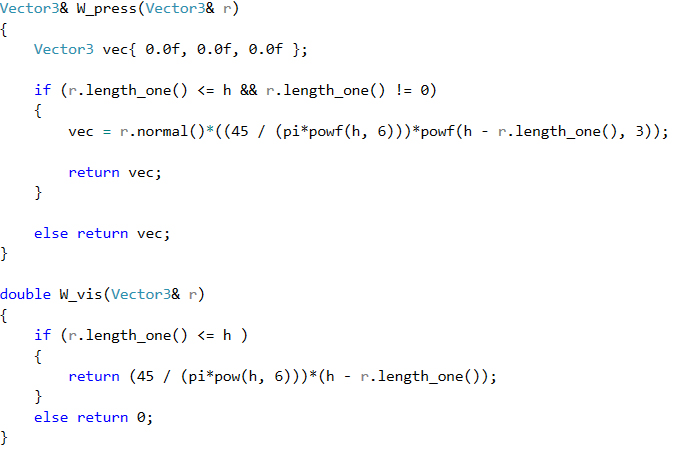 Vector3& W_press(Vector3& r)
{
    Vector3 vec{ 0.0f, 0.0f, 0.0f };

    if (r.length_one() <= h && r.length_one() != 0)
    {
        vec = r.normal()*((45 / (pi*powf(h, 6)))*powf(h - r.length_one(), 3));

        return vec;
    }

    else return vec;
}

double W_vis(Vector3& r)
{
    if (r.length_one() <= h )
    {
        return (45 / (pi*pow(h, 6)))*(h - r.length_one());
    }
    else return 0;
}